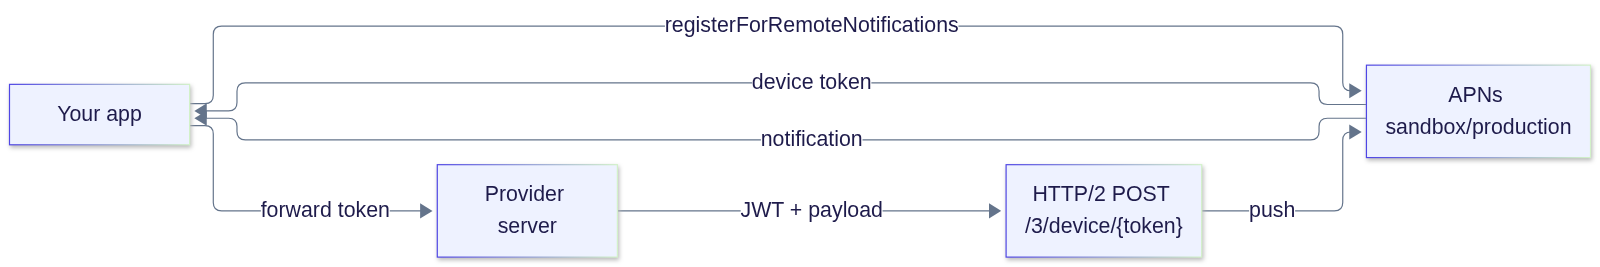 registerForRemoteNotifications
device token
Your app
APNs
sandbox/production
notification
Provider
server
HTTP/2 POST
/3/device/{token}
forward token
JWT + payload
push